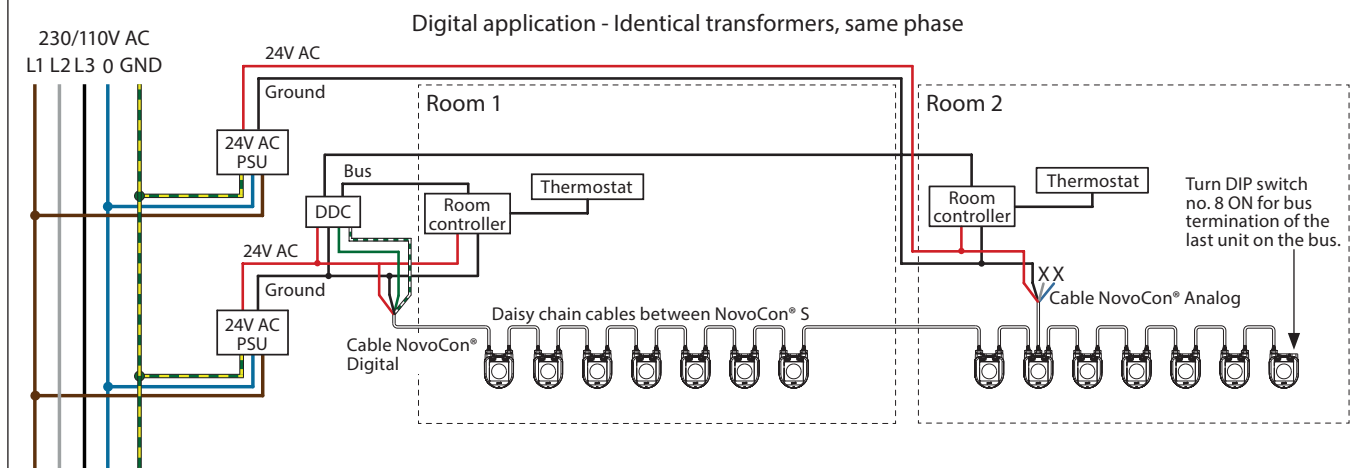 Digital application - Identical transformers, same phase
230/110V AC
L1 L2 L3 0 GND
24V AC
Ground
24V AC
PSU
Room 1
Room 2
Bus
DDC
Room
controller
Thermostat
Room
controller
Thermostat
Turn DIP switch
no. 8 ON for bus
termination of the
last unit on the bus.
24V AC
Ground
24V AC
PSU
X X
Cable NovoCon® Analog
Daisy chain cables between NovoCon® S
Cable NovoCon®
Digital